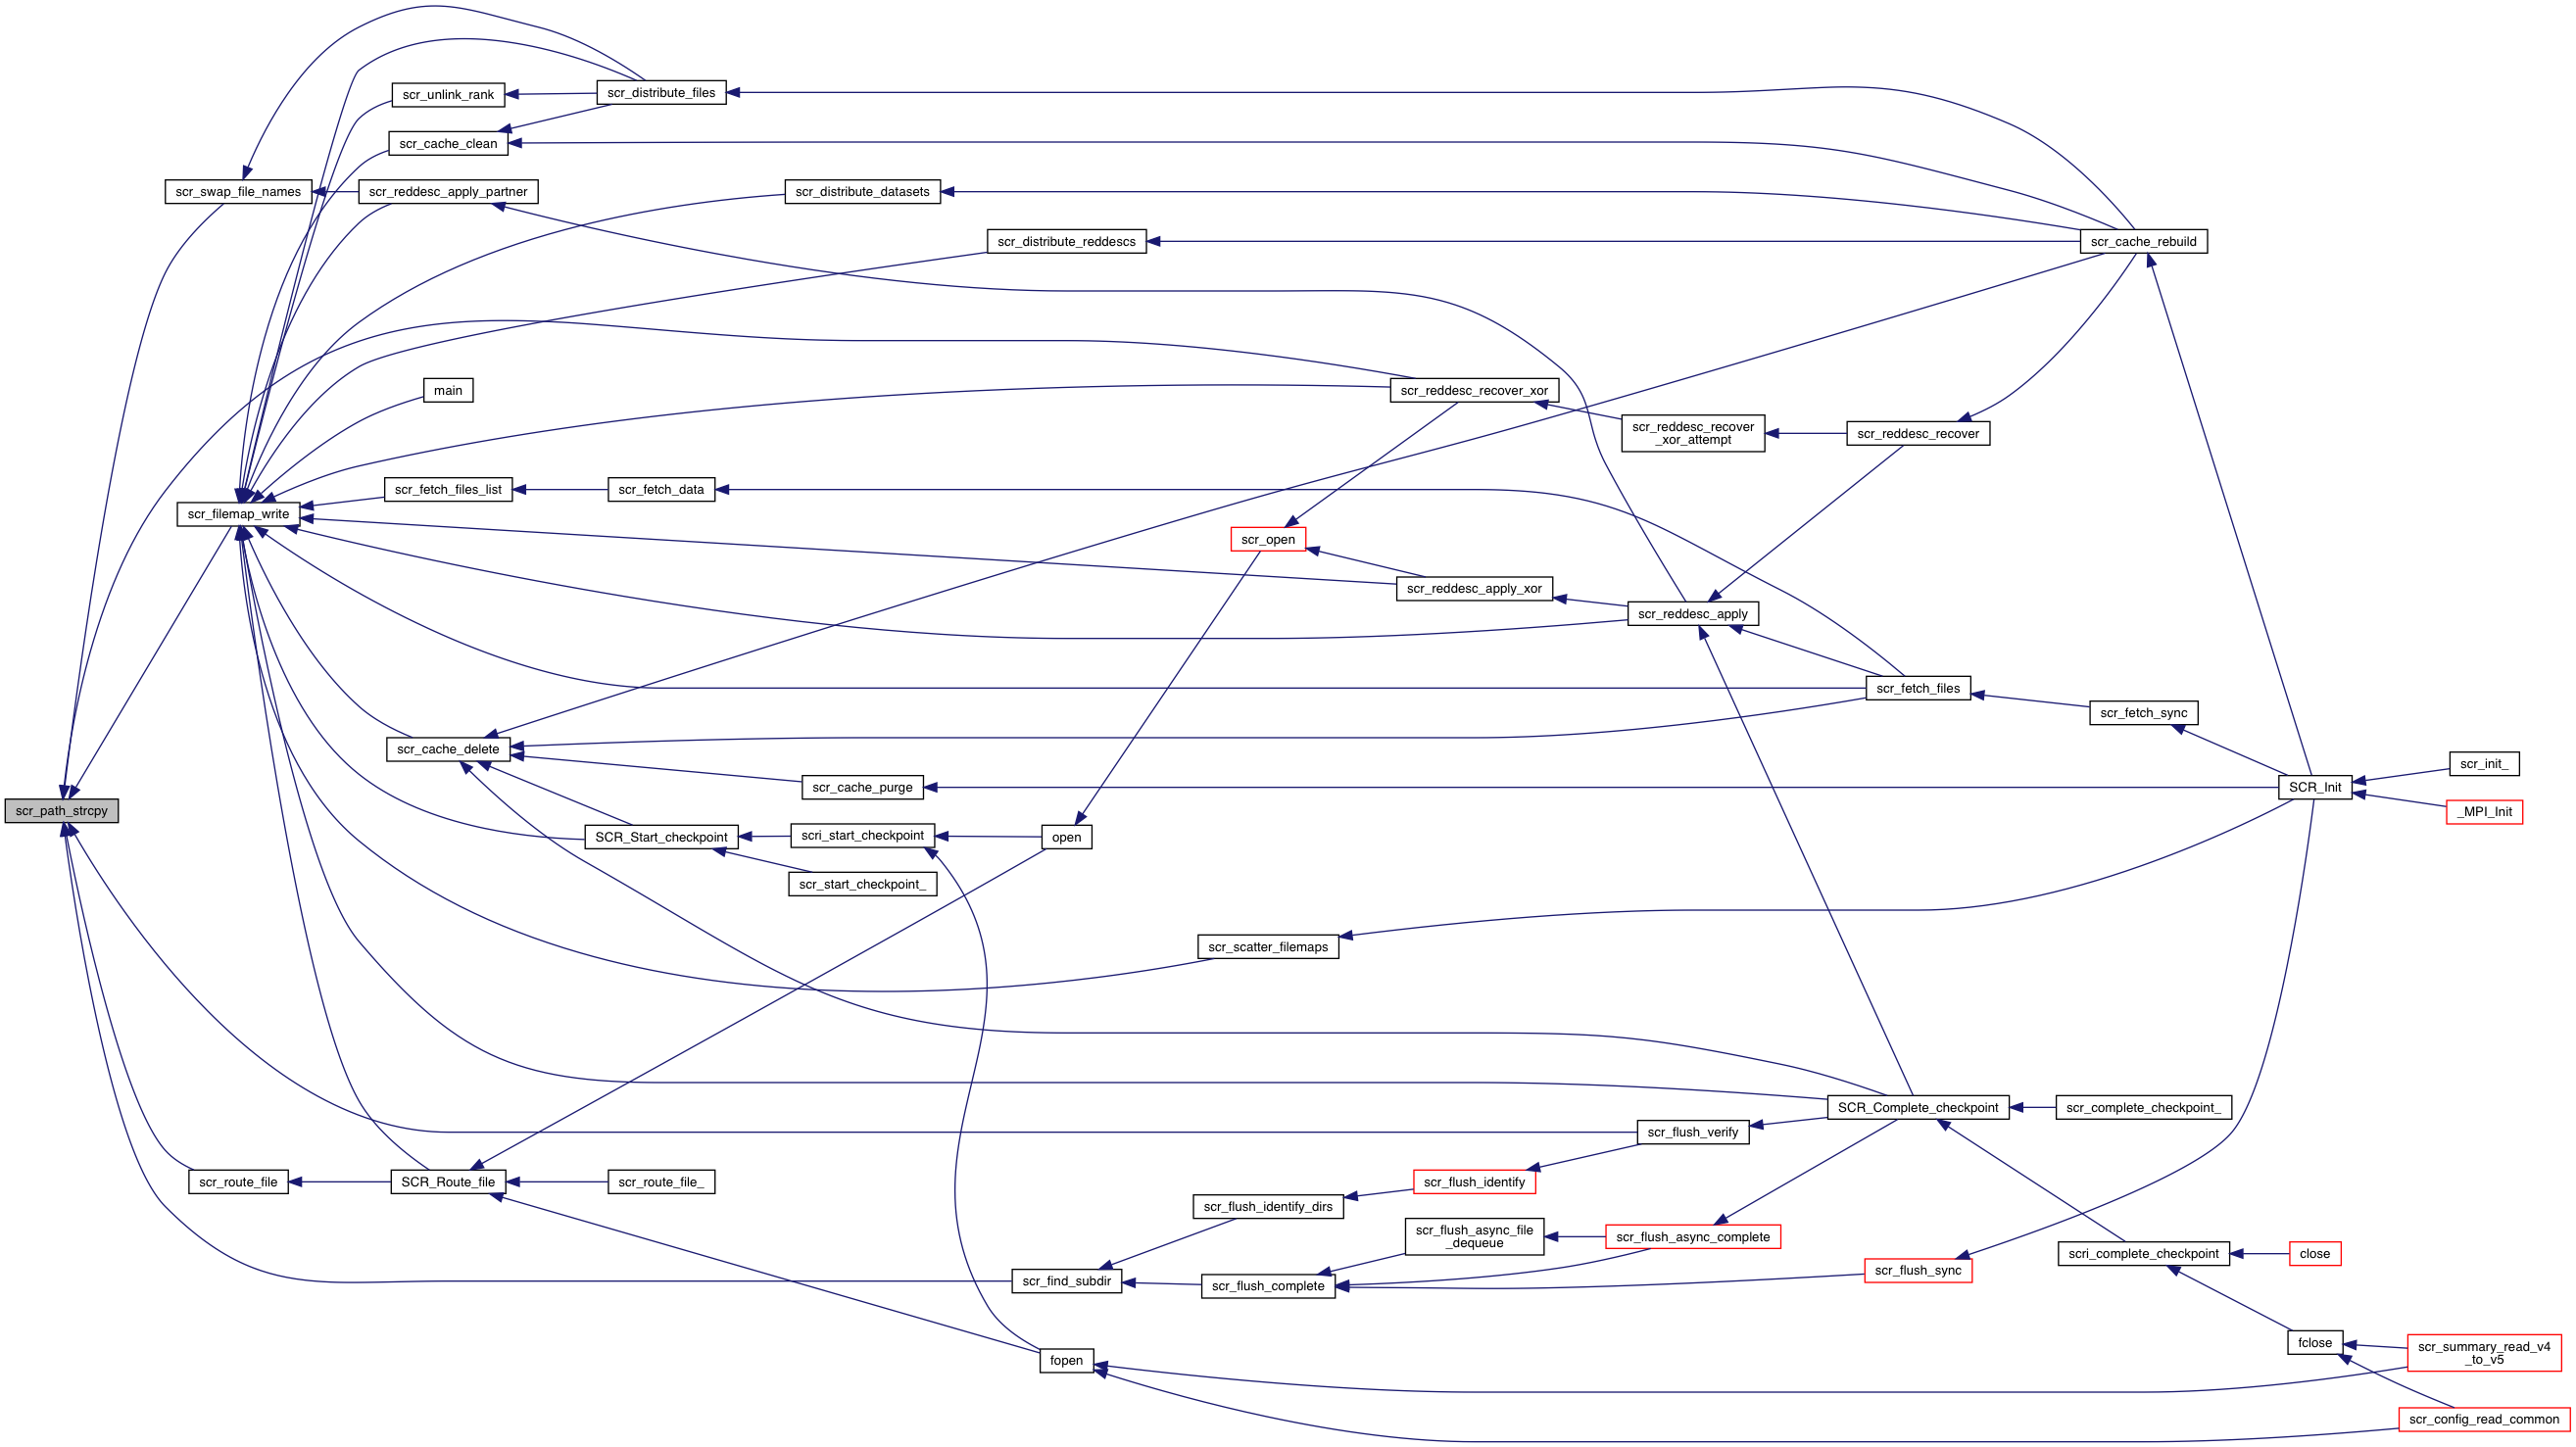 scr_distribute_files
scr_unlink_rank
scr_cache_clean
scr_swap_file_names
scr_reddesc_apply_partner
scr_distribute_datasets
scr_distribute_reddescs
scr_cache_rebuild
main
scr_reddesc_recover_xor
scr_reddesc_recover
_xor_attempt
scr_reddesc_recover
scr_fetch_files_list
scr_fetch_data
scr_filemap_write
scr_open
scr_reddesc_apply_xor
scr_reddesc_apply
scr_fetch_files
scr_fetch_sync
scr_cache_delete
scr_cache_purge
SCR_Init
scr_init_
_MPI_Init
scr_path_strcpy
SCR_Start_checkpoint
scri_start_checkpoint
open
scr_start_checkpoint_
scr_scatter_filemaps
SCR_Complete_checkpoint
scr_complete_checkpoint_
scr_flush_verify
scr_route_file
SCR_Route_file
scr_route_file_
scr_flush_identify
scr_flush_identify_dirs
scr_flush_async_file
_dequeue
scr_flush_async_complete
scri_complete_checkpoint
close
scr_find_subdir
scr_flush_complete
scr_flush_sync
fclose
scr_summary_read_v4
_to_v5
fopen
scr_config_read_common